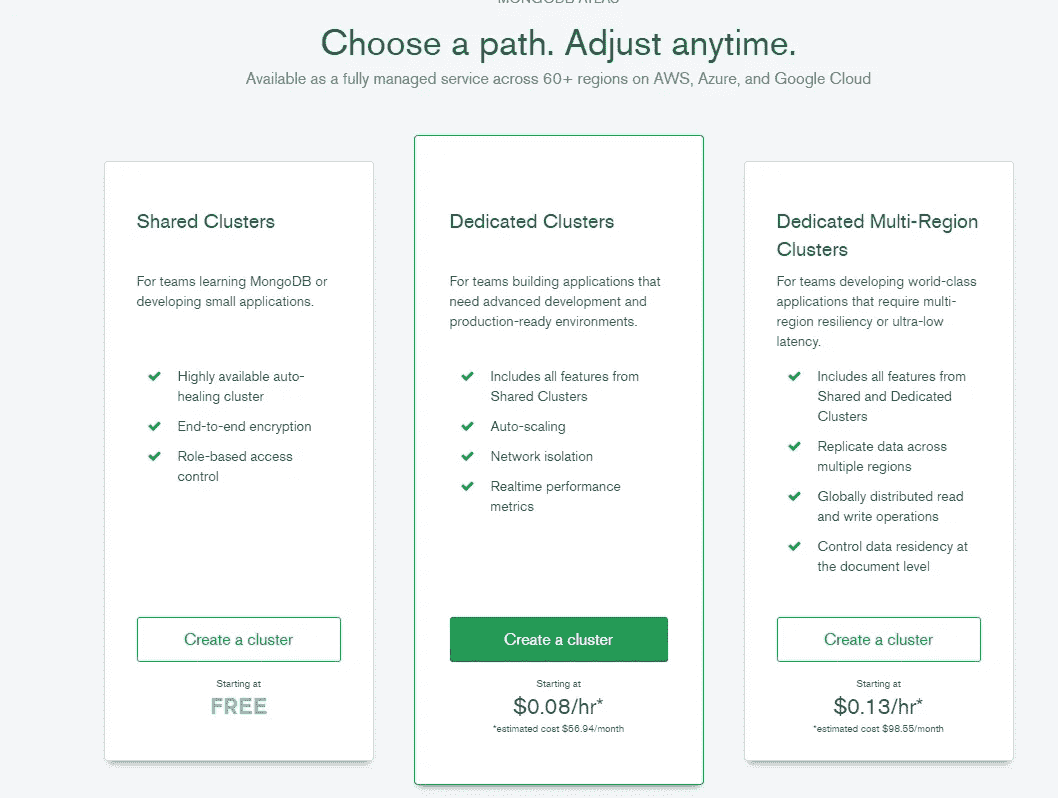 MONGODB ATLAS
Choose a path. Adjust anytime.
Available as a fully managed service across 60+ regions on AWS, Azure, and Google Cloud
Shared Clusters
For teams learning MongoDB or
developing small applications.
Highly available auto-
healing cluster
End-to-end encryption
Role-based access
control
Create a cluster
Starting at
FREE
Dedicated Clusters
For teams building applications that
need advanced development and
production-ready environments.
Includes all features from
Shared Clusters
Auto-scaling
Network isolation
Realtime performance
metrics
Create a cluster
Starting at
$0.08/hr*
*estimated cost $56.94/month
Dedicated Multi-Region
Clusters
For teams developing world-class
applications that require multi-
region resiliency or ultra-low
latency.
Includes all features from
Shared and Dedicated
Clusters
Replicate data across
multiple regions
Globally distributed read
and write operations
Control data residency at
the document level
Create a cluster
Starting at
$0.13/hr*
*estimated cost $98.55/month